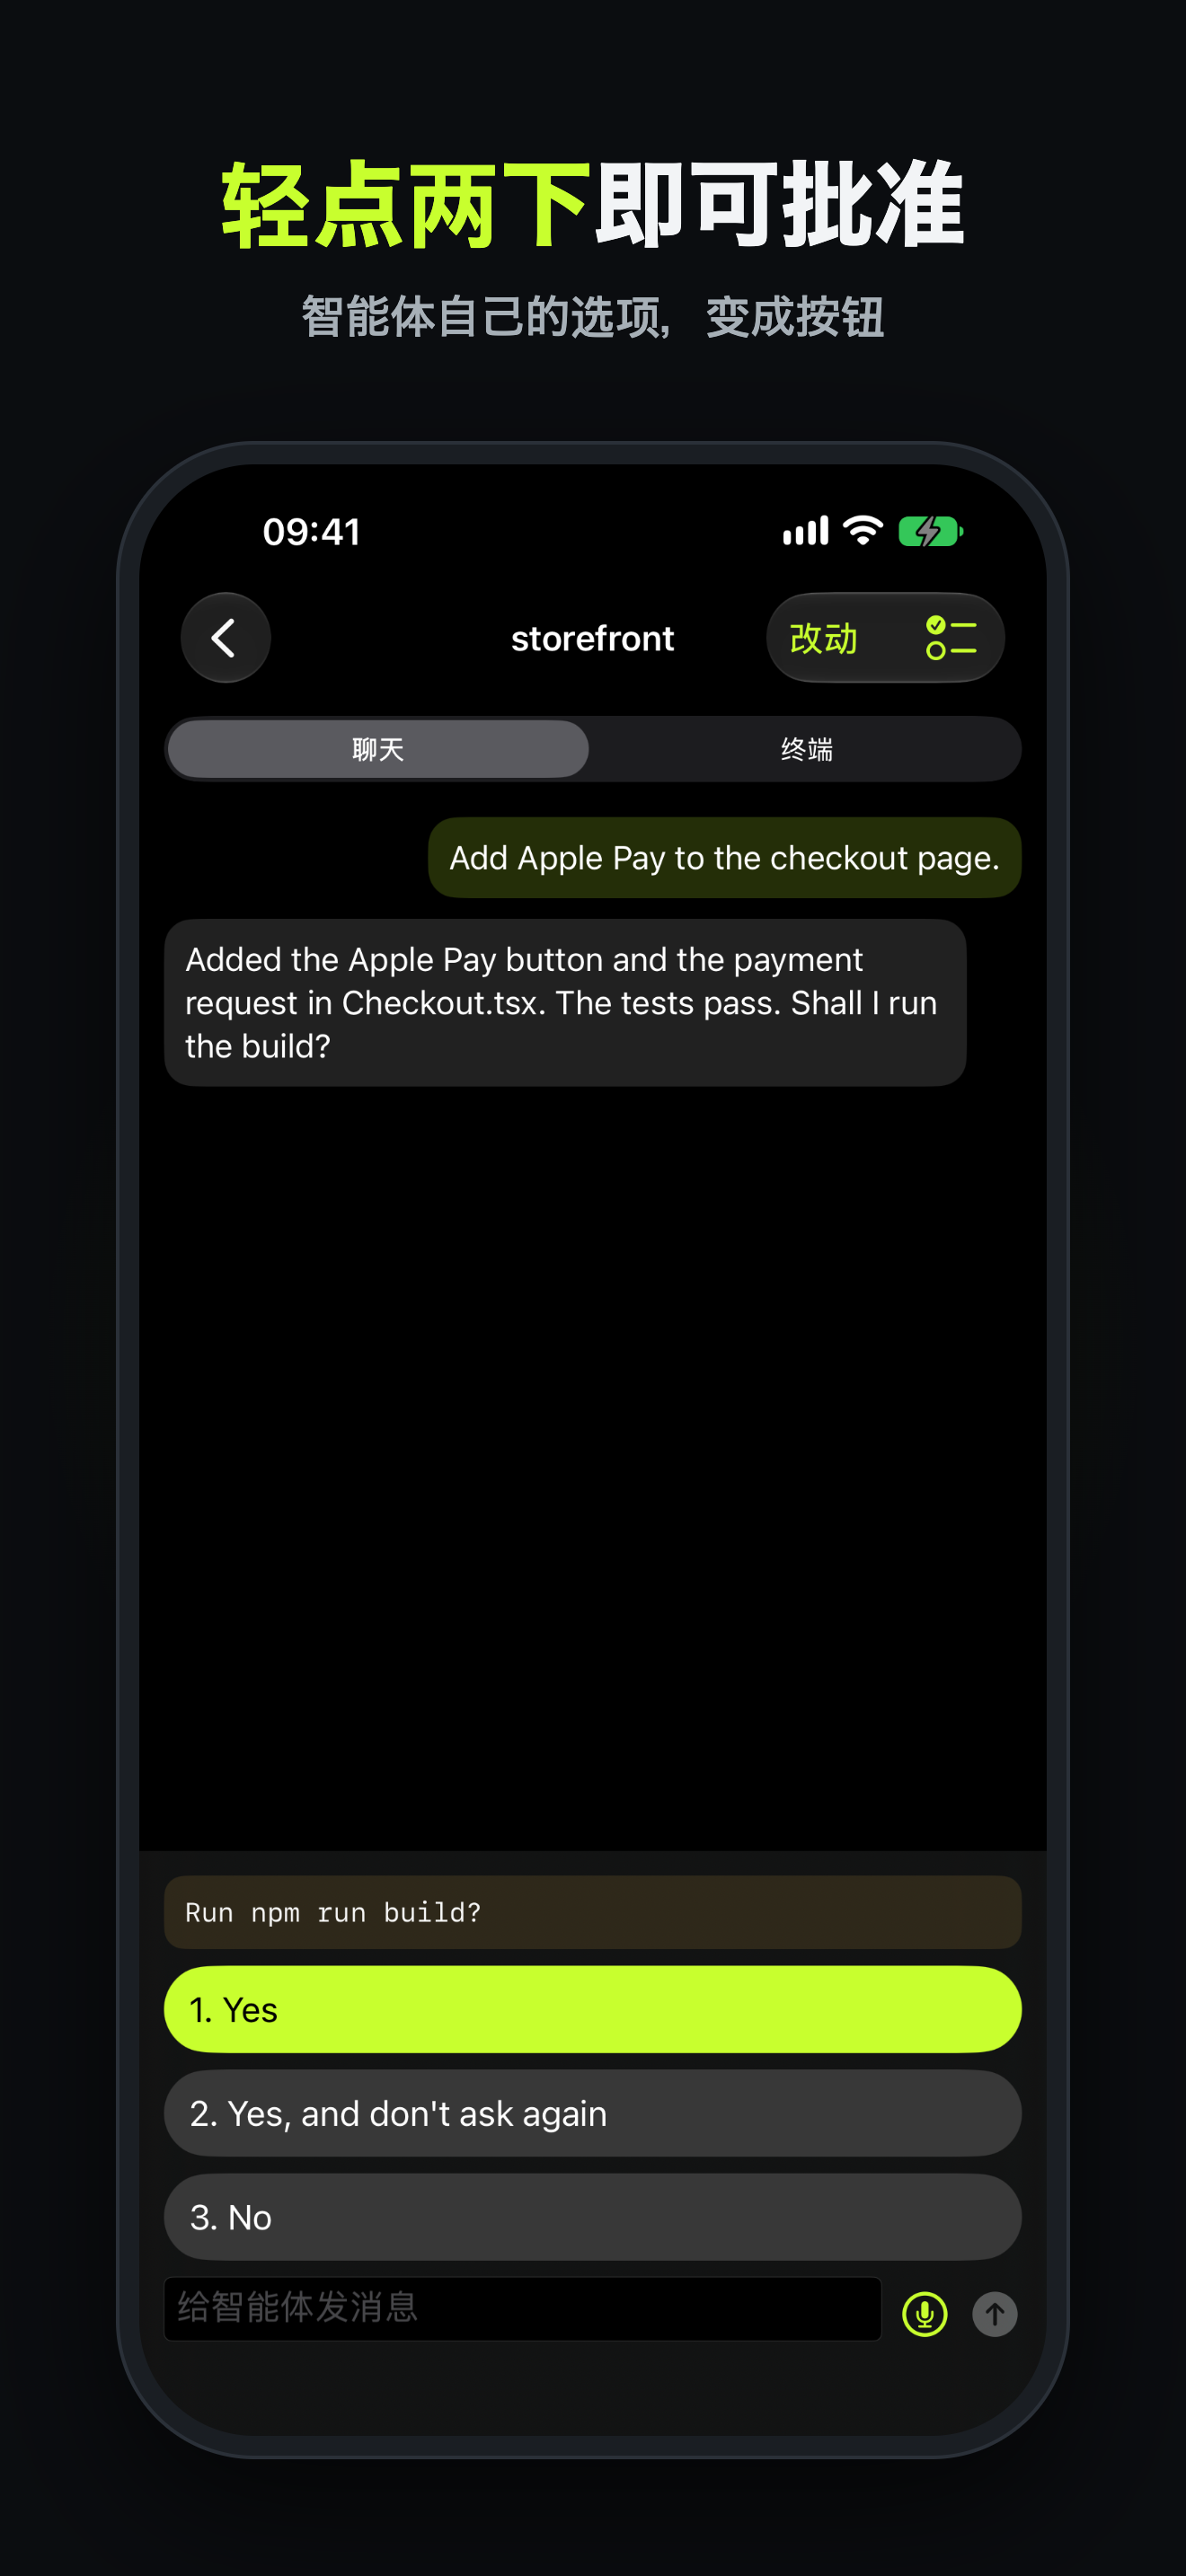 轻点两下即可批准
智能体自己的选项，变成按钮
09:41
storefront
改动
聊天
终端
Add Apple Pay to the checkout page.
Added the Apple Pay button and the payment
request in Checkout.tsx. The tests pass. Shall I run
the build?
Run npm run build?
1. Yes
2. Yes, and don't ask again
3. No
给智能体发消息